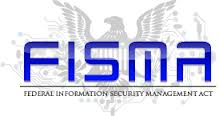 FISMA
FEDERAL INFORMATION SECURITY MANAGEMENT ACT